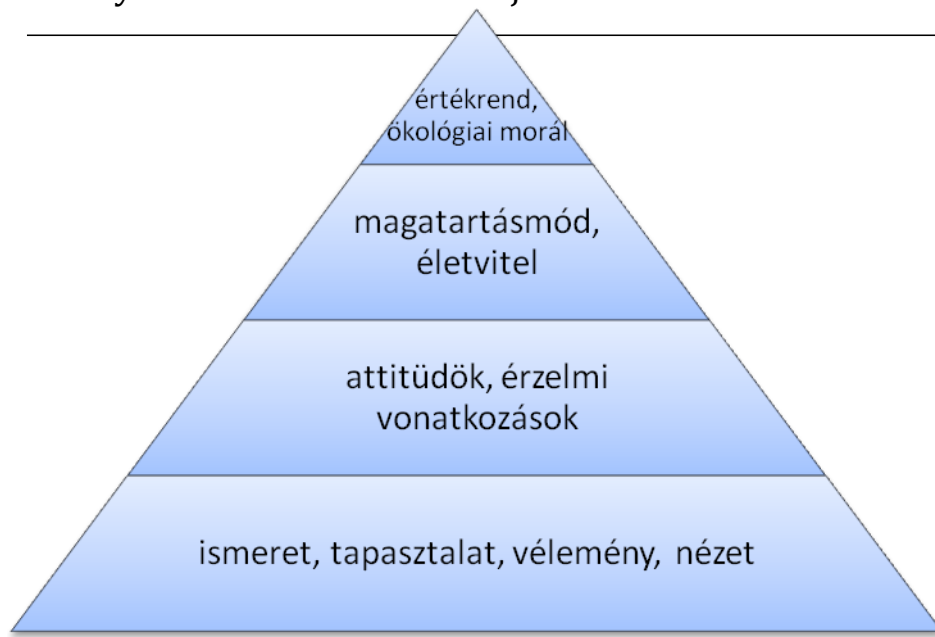 értékrend,
ökológiai morál
magatartásmód,
életvitel
attitüdök, érzelmi
vonatkozások
ismeret, tapasztalat, vélemény, nézet